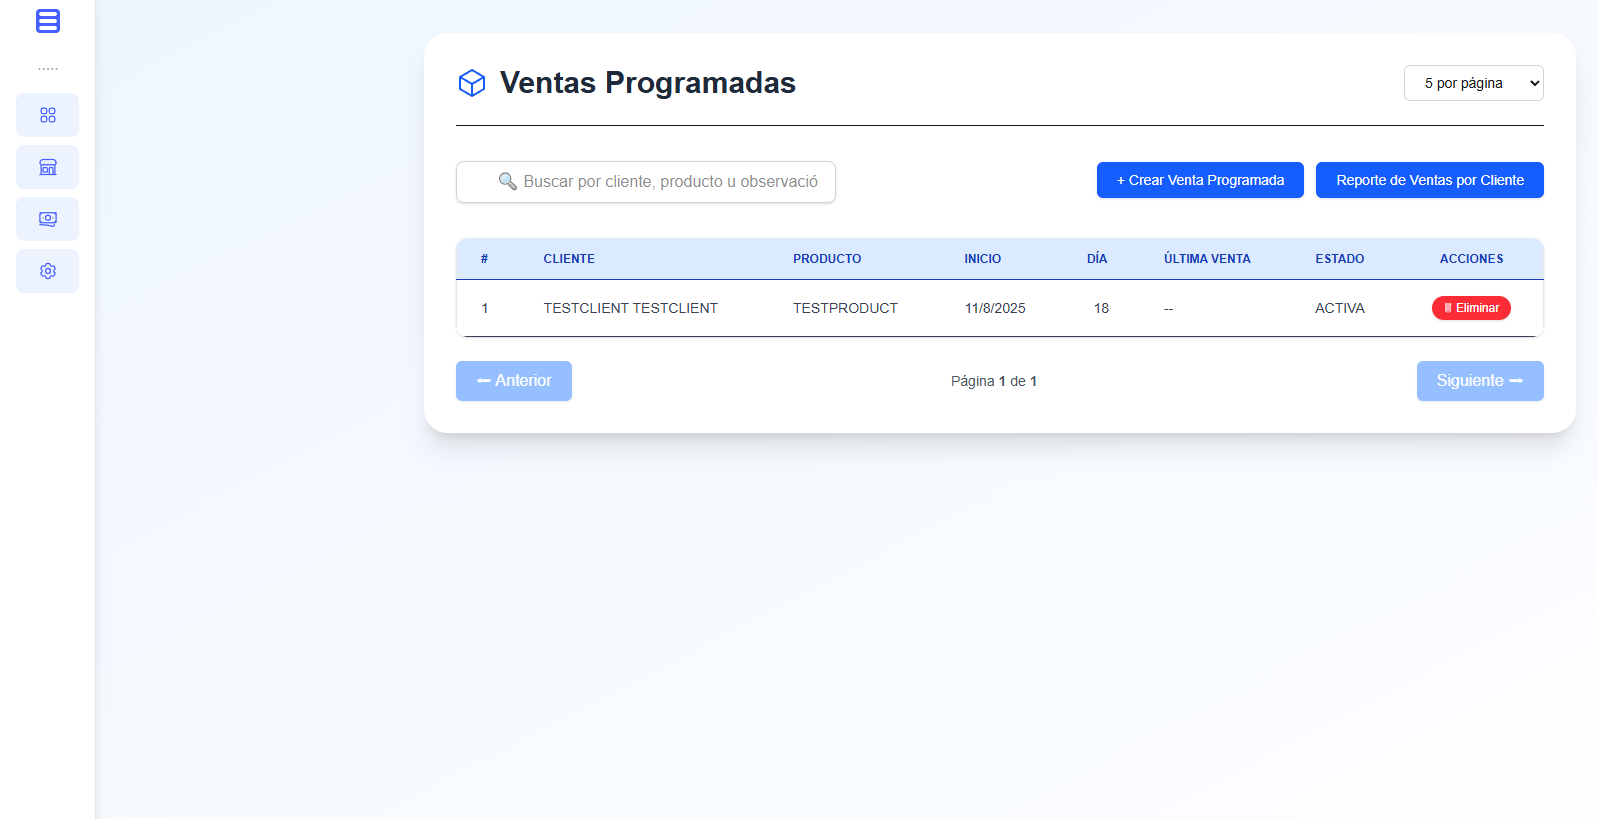 .....
Ventas Programadas
5 por página
🔍 Buscar por cliente, producto u observació
+ Crear Venta Programada
Reporte de Ventas por Cliente
# CLIENTE PRODUCTO INICIO DÍA ÚLTIMA VENTA ESTADO ACCIONES
1 TESTCLIENT TESTCLIENT TESTPRODUCT 11/8/2025 18 -- ACTIVA Eliminar
⬅ Anterior
Página 1 de 1
Siguiente ➡